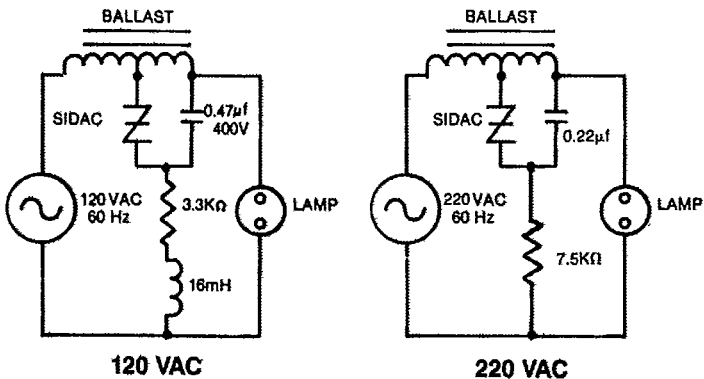 BALLAST
SIDAC
0.47μf
400V
120 VAC
60 Hz
3.3KΩ
LAMP
16mH
120 VAC
BALLAST
SIDAC
0.22μf
220 VAC
60 Hz
LAMP
7.5KΩ
220 VAC